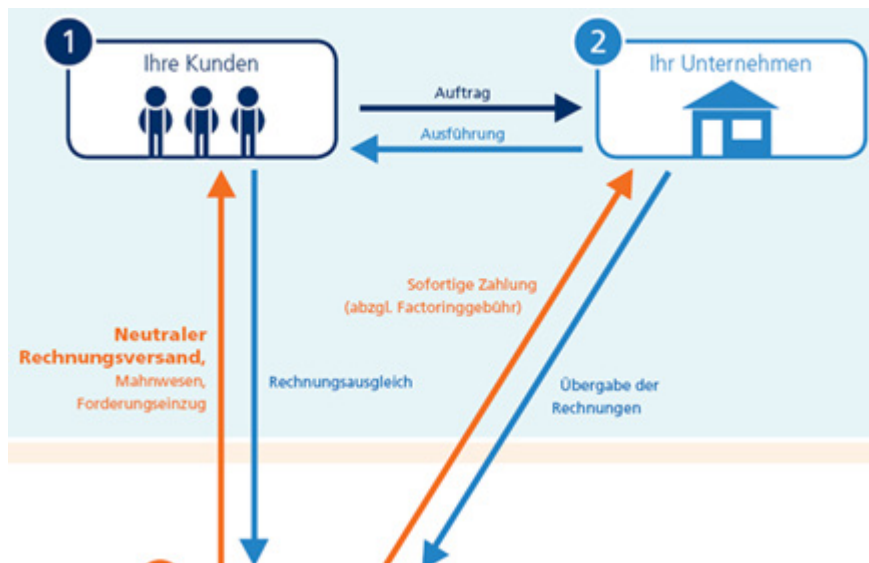 1
Ihre Kunden
2
Ihr Unternehmen
Auftrag
Ausführung
Sofortige Zahlung
(abzgl. Factoringgebühr)
Neutraler
Rechnungsversand,
Mahnwesen,
Forderungseinzug
Rechnungsausgleich
Übergabe der
Rechnungen